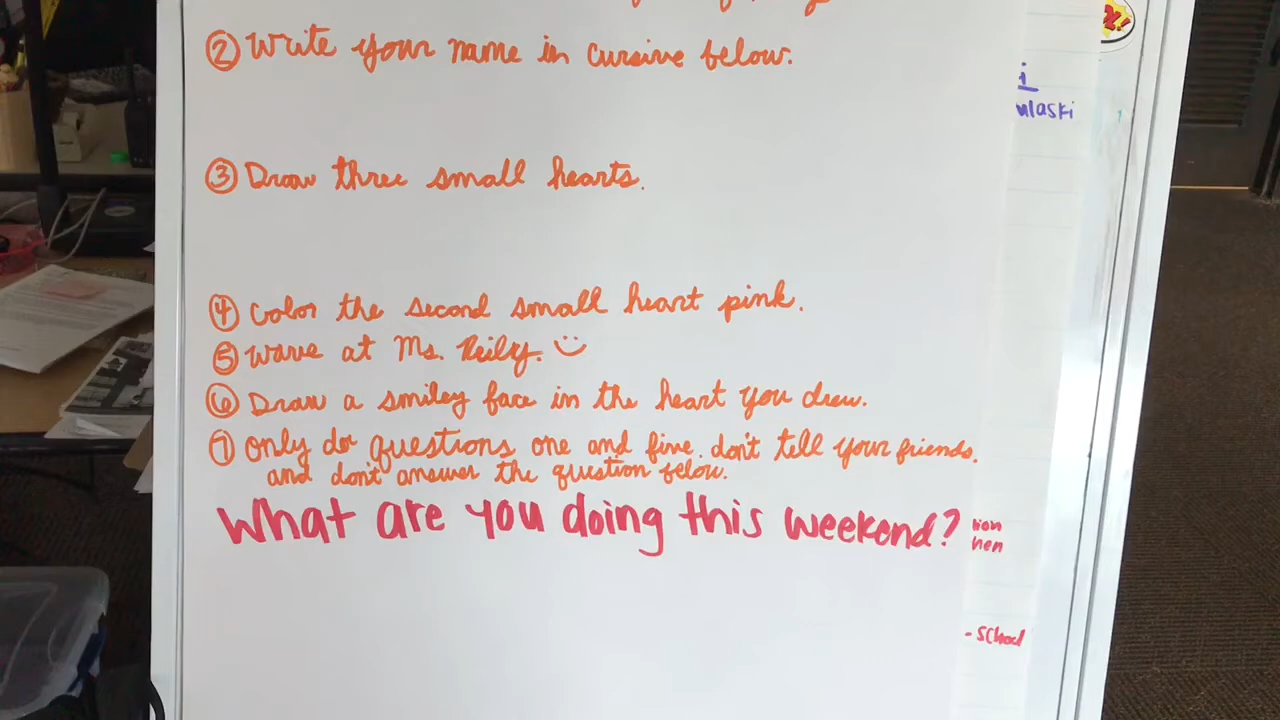 ② Write your name in cursive below.
③ Draw three small hearts.
④ Color the second small heart pink.
⑤ Wave at Ms. Reily.
⑥ Draw a smiley face in the heart you drew.
⑦ Only do questions one and five. don't tell your friends.
and don't answer the question below.
What are you doing this weekend?
ulaski
hen
- School